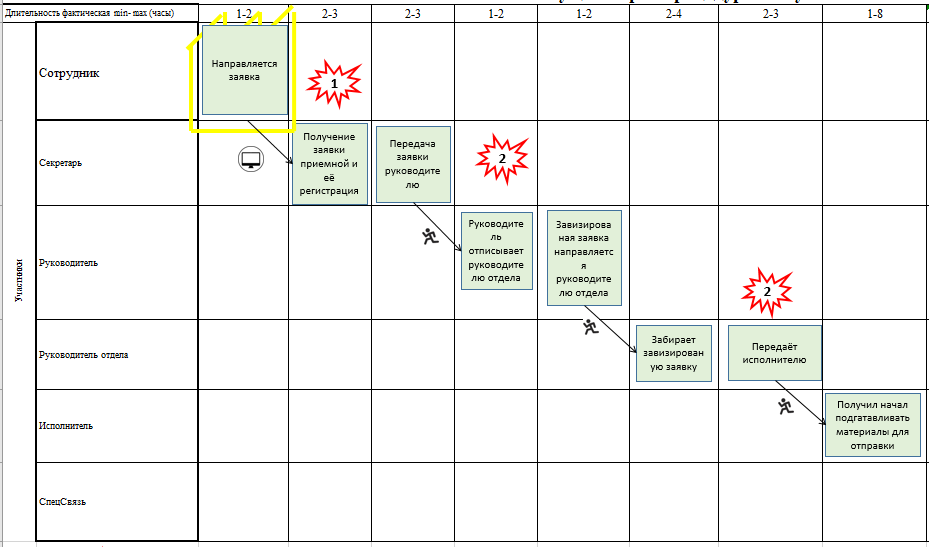 Длительность фактическая min- max (часы)
1-2
2-3
2-3
1-2
1-2
2-4
2-3
1-8
Участники
Сотрудник
Направляется
заявка
1
Секретарь
Получение
заявки
приемной и
её
регистрация
Передача
заявки
руководите
лю
2
Руководитель
Руководите
ль
отписывает
руководите
лю отдела
Завизирова
ная заявка
направляетс
я
руководите
лю отдела
2
Руководитель отдела
Забирает
завизирован
ую заявку
Передаёт
исполнителю
Исполнитель
Получил начал
подгатавливать
материалы для
отправки
СпецСвязь